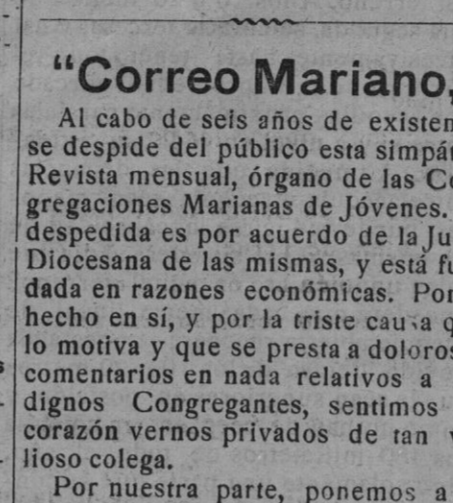 “Correo Mariano,
Al cabo de seis años de existen
se despide del público esta simpá
Revista mensual, órgano de las Co
gregaciones Marianas de Jóvenes.
despedida es por acuerdo de la Ju
Diocesana de las mismas, y está fu
dada en razones económicas. Por
hecho en sí, y por la triste causa q
lo motiva y que se presta a doloros
comentarios en nada relativos a
dignos Congregantes, sentimos
corazón vernos privados de tan v
lioso colega.
Por nuestra parte, ponemos a